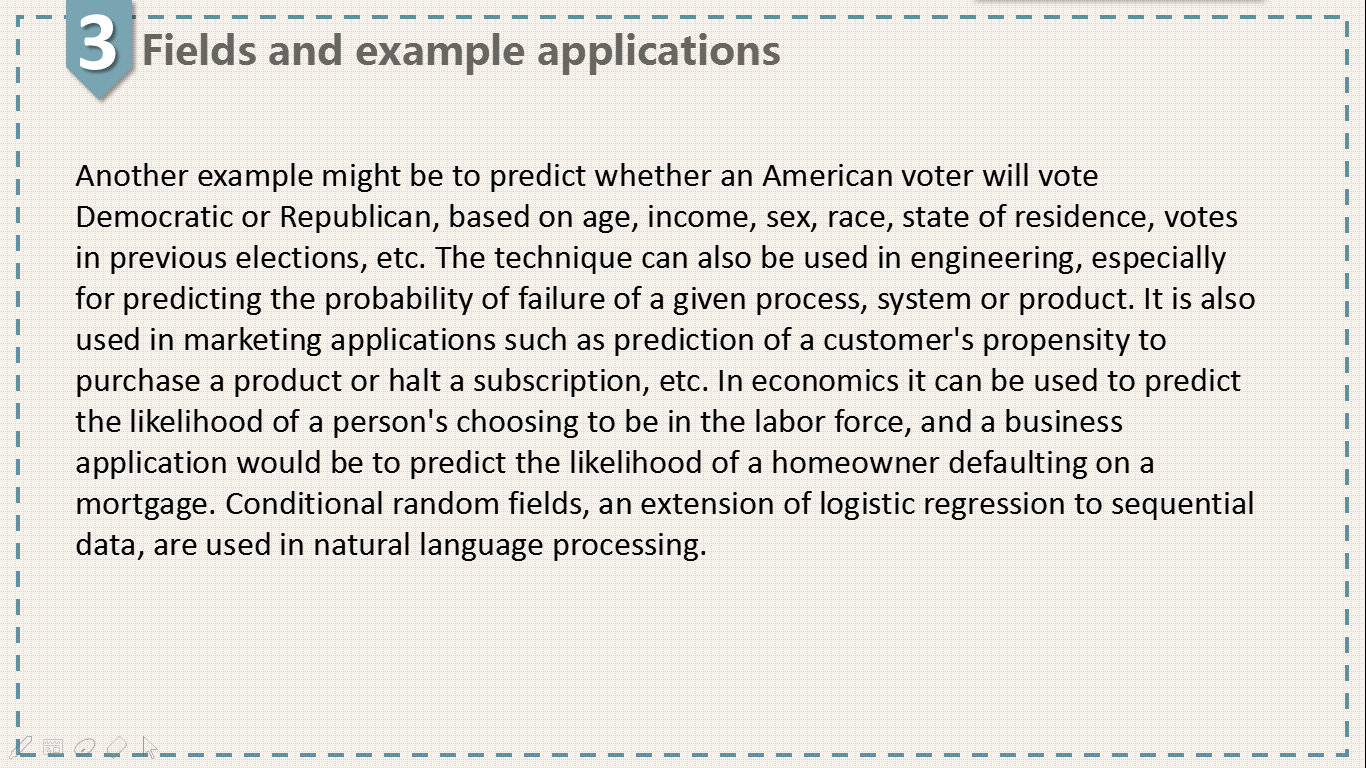 3 Fields and example applications
Another example might be to predict whether an American voter will vote
Democratic or Republican, based on age, income, sex, race, state of residence, votes
in previous elections, etc. The technique can also be used in engineering, especially
for predicting the probability of failure of a given process, system or product. It is also
used in marketing applications such as prediction of a customer's propensity to
purchase a product or halt a subscription, etc. In economics it can be used to predict
the likelihood of a person's choosing to be in the labor force, and a business
application would be to predict the likelihood of a homeowner defaulting on a
mortgage. Conditional random fields, an extension of logistic regression to sequential
data, are used in natural language processing.